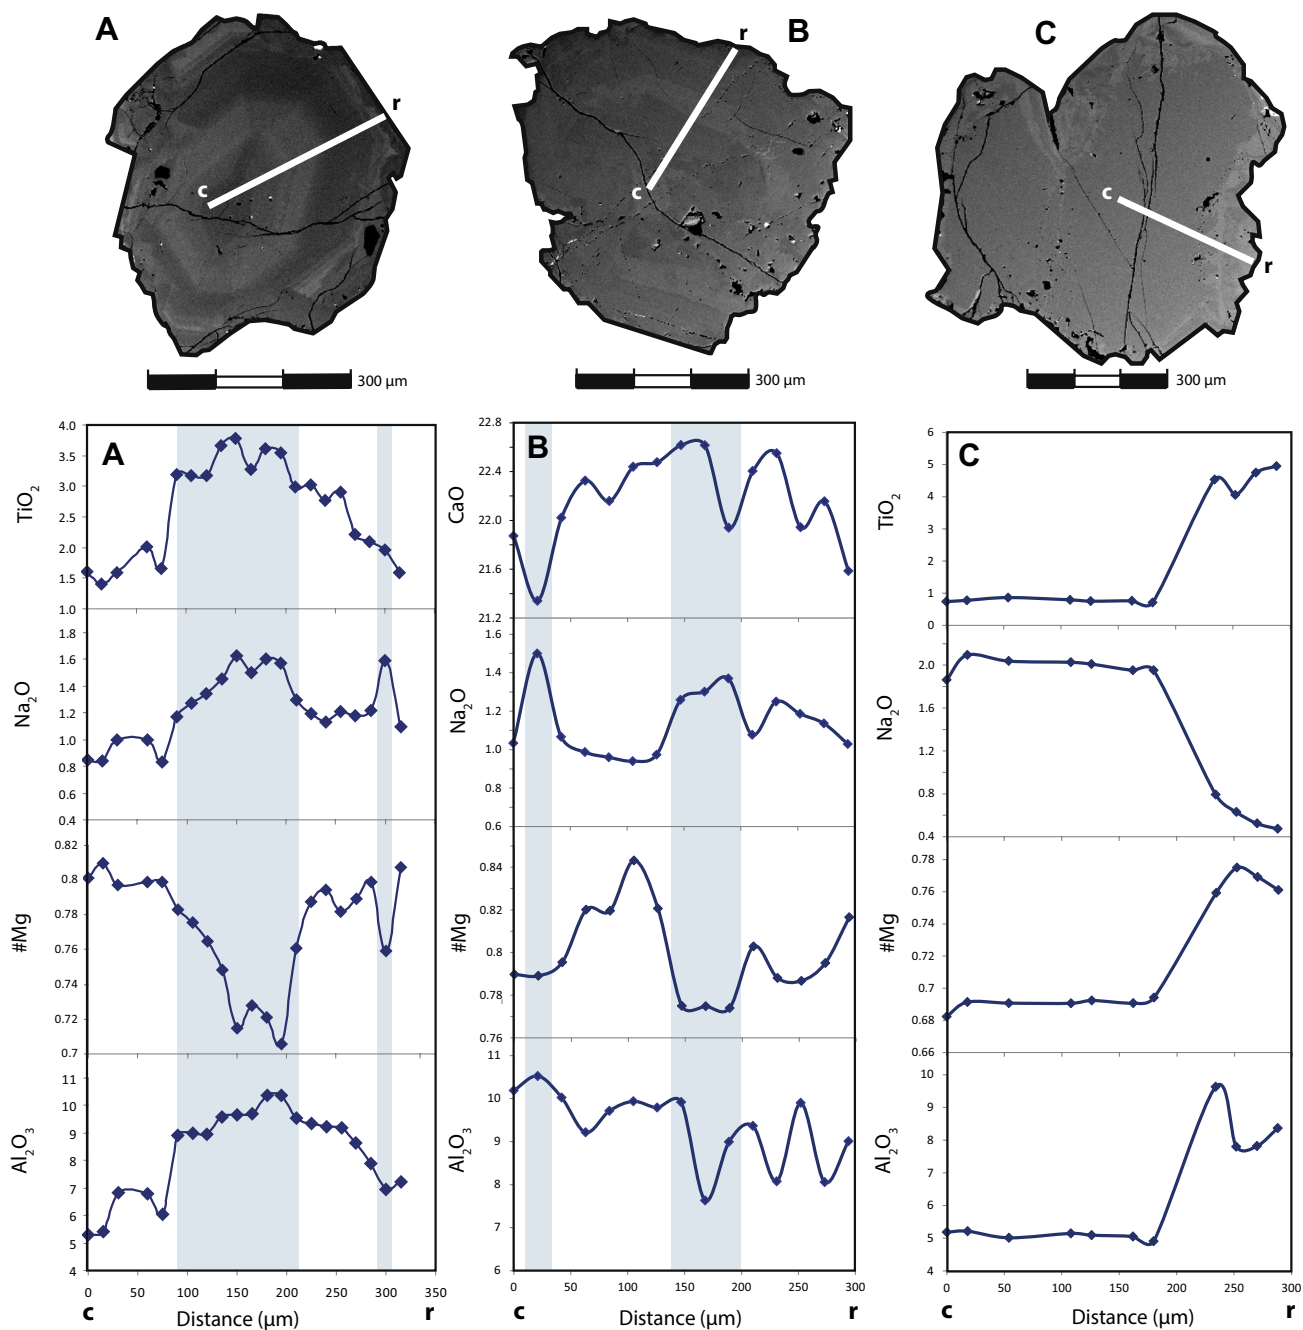 A
r
c
300 µm
B
r
c
300 µm
C
c
r
300 µm
A
TiO2
4.0
3.5
3.0
2.5
2.0
1.5
1.0
Na2O
1.8
1.6
1.4
1.2
1.0
0.8
0.6
0.4
#Mg
0.82
0.8
0.78
0.76
0.74
0.72
0.7
Al2O3
11
10
9
8
7
6
5
4
0 50 100 150 200 250 300 350
c Distance (µm) r
B
CaO
22.8
22.4
22.0
21.6
21.2
Na2O
1.6
1.4
1.2
1.0
0.6
#Mg
0.84
0.82
0.8
0.78
0.76
Al2O3
11
10
9
8
7
6
0 50 100 150 200 250 300
c Distance (µm) r
C
TiO2
6
5
4
3
2
1
0
Na2O
2.0
1.6
1.2
0.8
0.4
#Mg
0.78
0.76
0.74
0.72
0.7
0.68
0.66
Al2O3
10
9
8
7
6
5
4
0 50 100 150 200 250 300
c Distance (µm) r